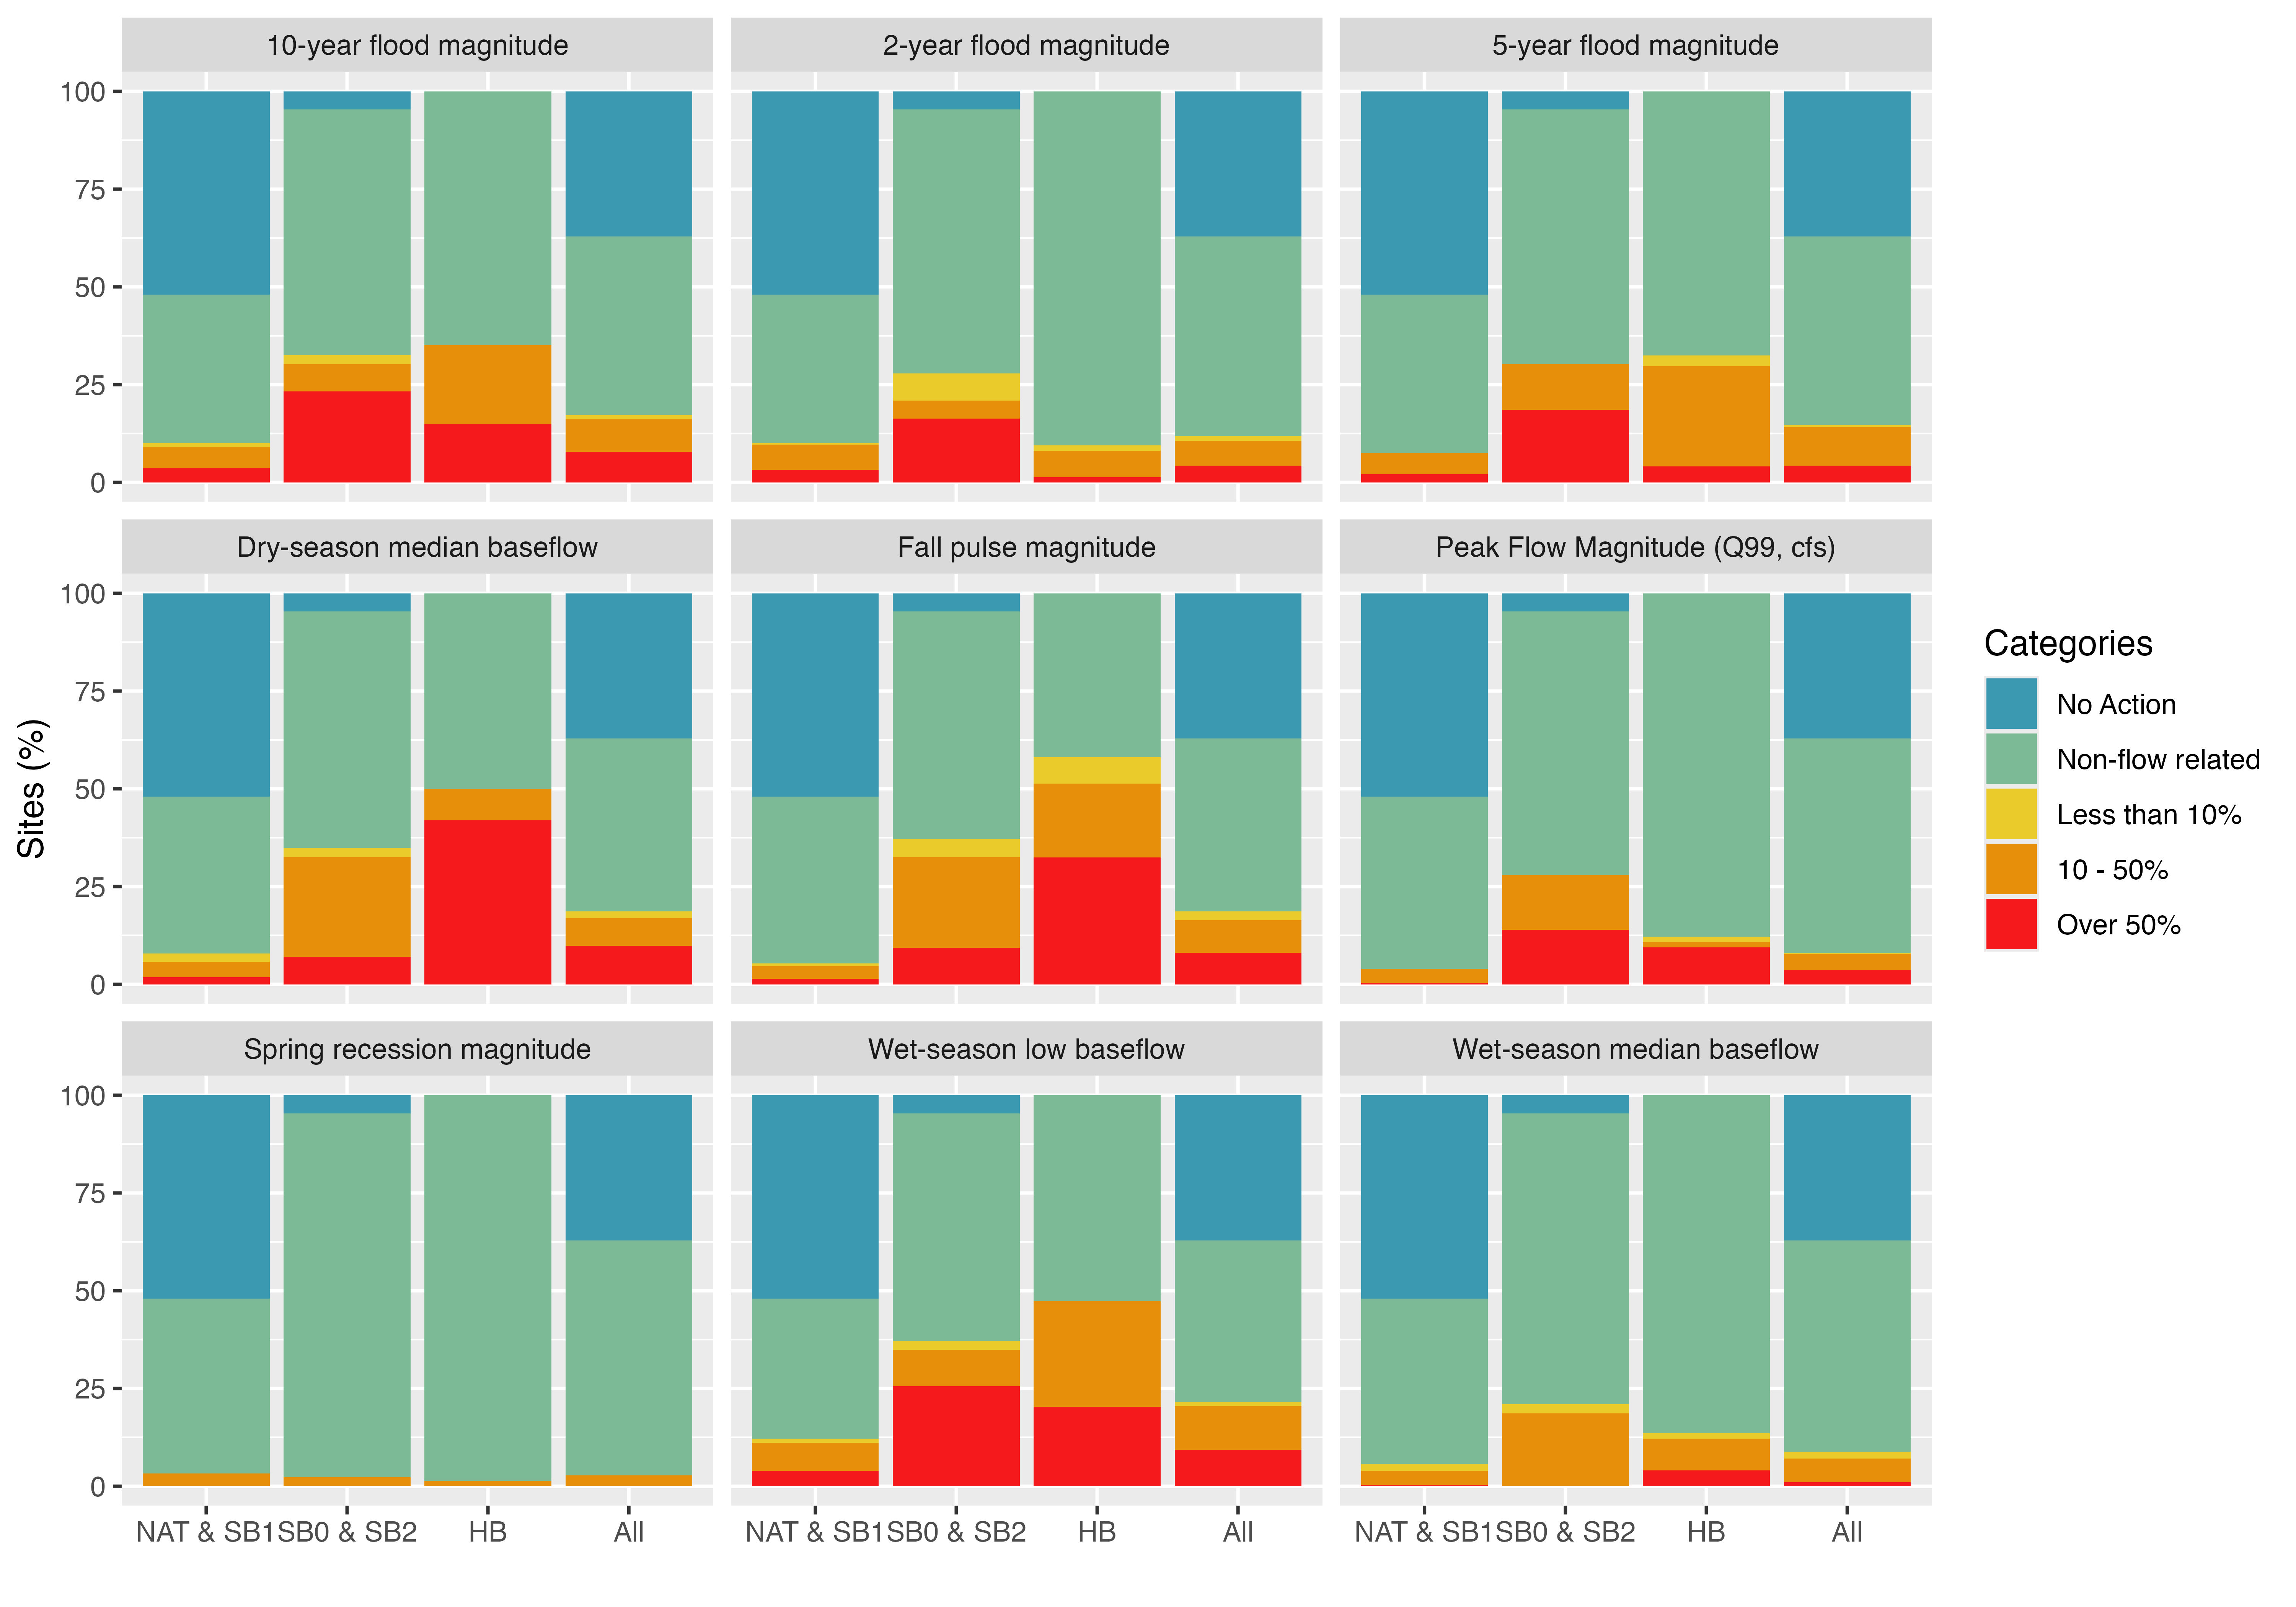 10-year flood magnitude
2-year flood magnitude
5-year flood magnitude
100
75
50
25
0
Dry-season median baseflow
Fall pulse magnitude
Peak Flow Magnitude (Q99, cfs)
100
75
50
25
0
Sites (%)
Categories
No Action
Non-flow related
Less than 10%
10 - 50%
Over 50%
Spring recession magnitude
Wet-season low baseflow
Wet-season median baseflow
100
75
50
25
0
NAT & SB1 SB0 & SB2 HB All
NAT & SB1 SB0 & SB2 HB All
NAT & SB1 SB0 & SB2 HB All